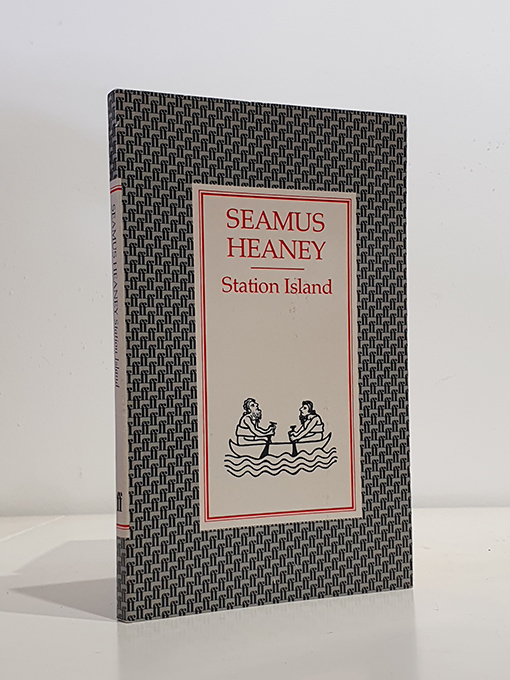 SEAMUS
HEANEY
Station Island
SEAMUS HEANEY Station Island
ff